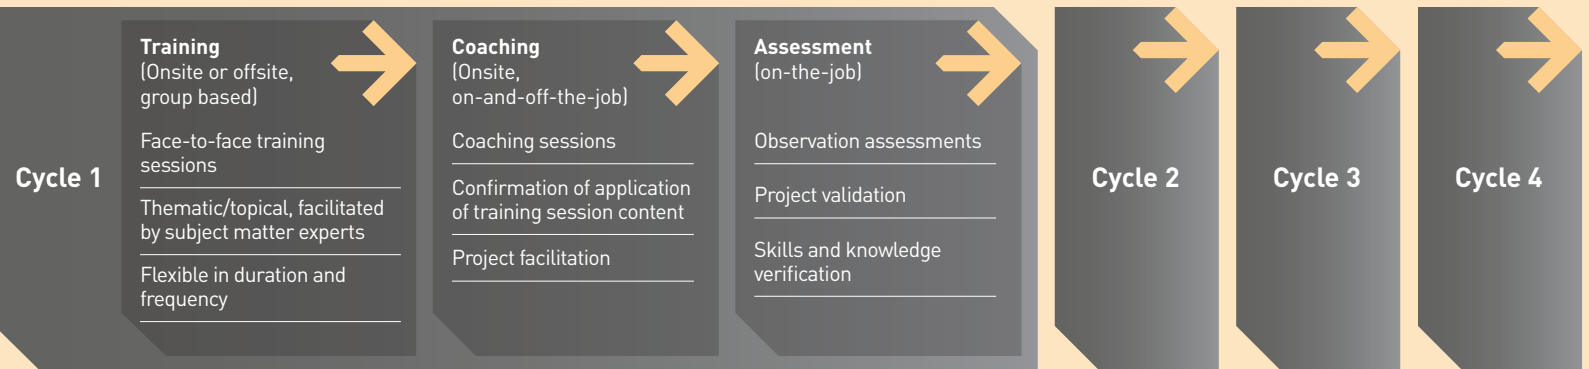 Cycle 1
Training
(Onsite or offsite,
group based)
Face-to-face training
sessions
Thematic/topical, facilitated
by subject matter experts
Flexible in duration and
frequency
Coaching
(Onsite,
on-and-off-the-job)
Coaching sessions
Confirmation of application
of training session content
Project facilitation
Assessment
(on-the-job)
Observation assessments
Project validation
Skills and knowledge
verification
Cycle 2
Cycle 3
Cycle 4